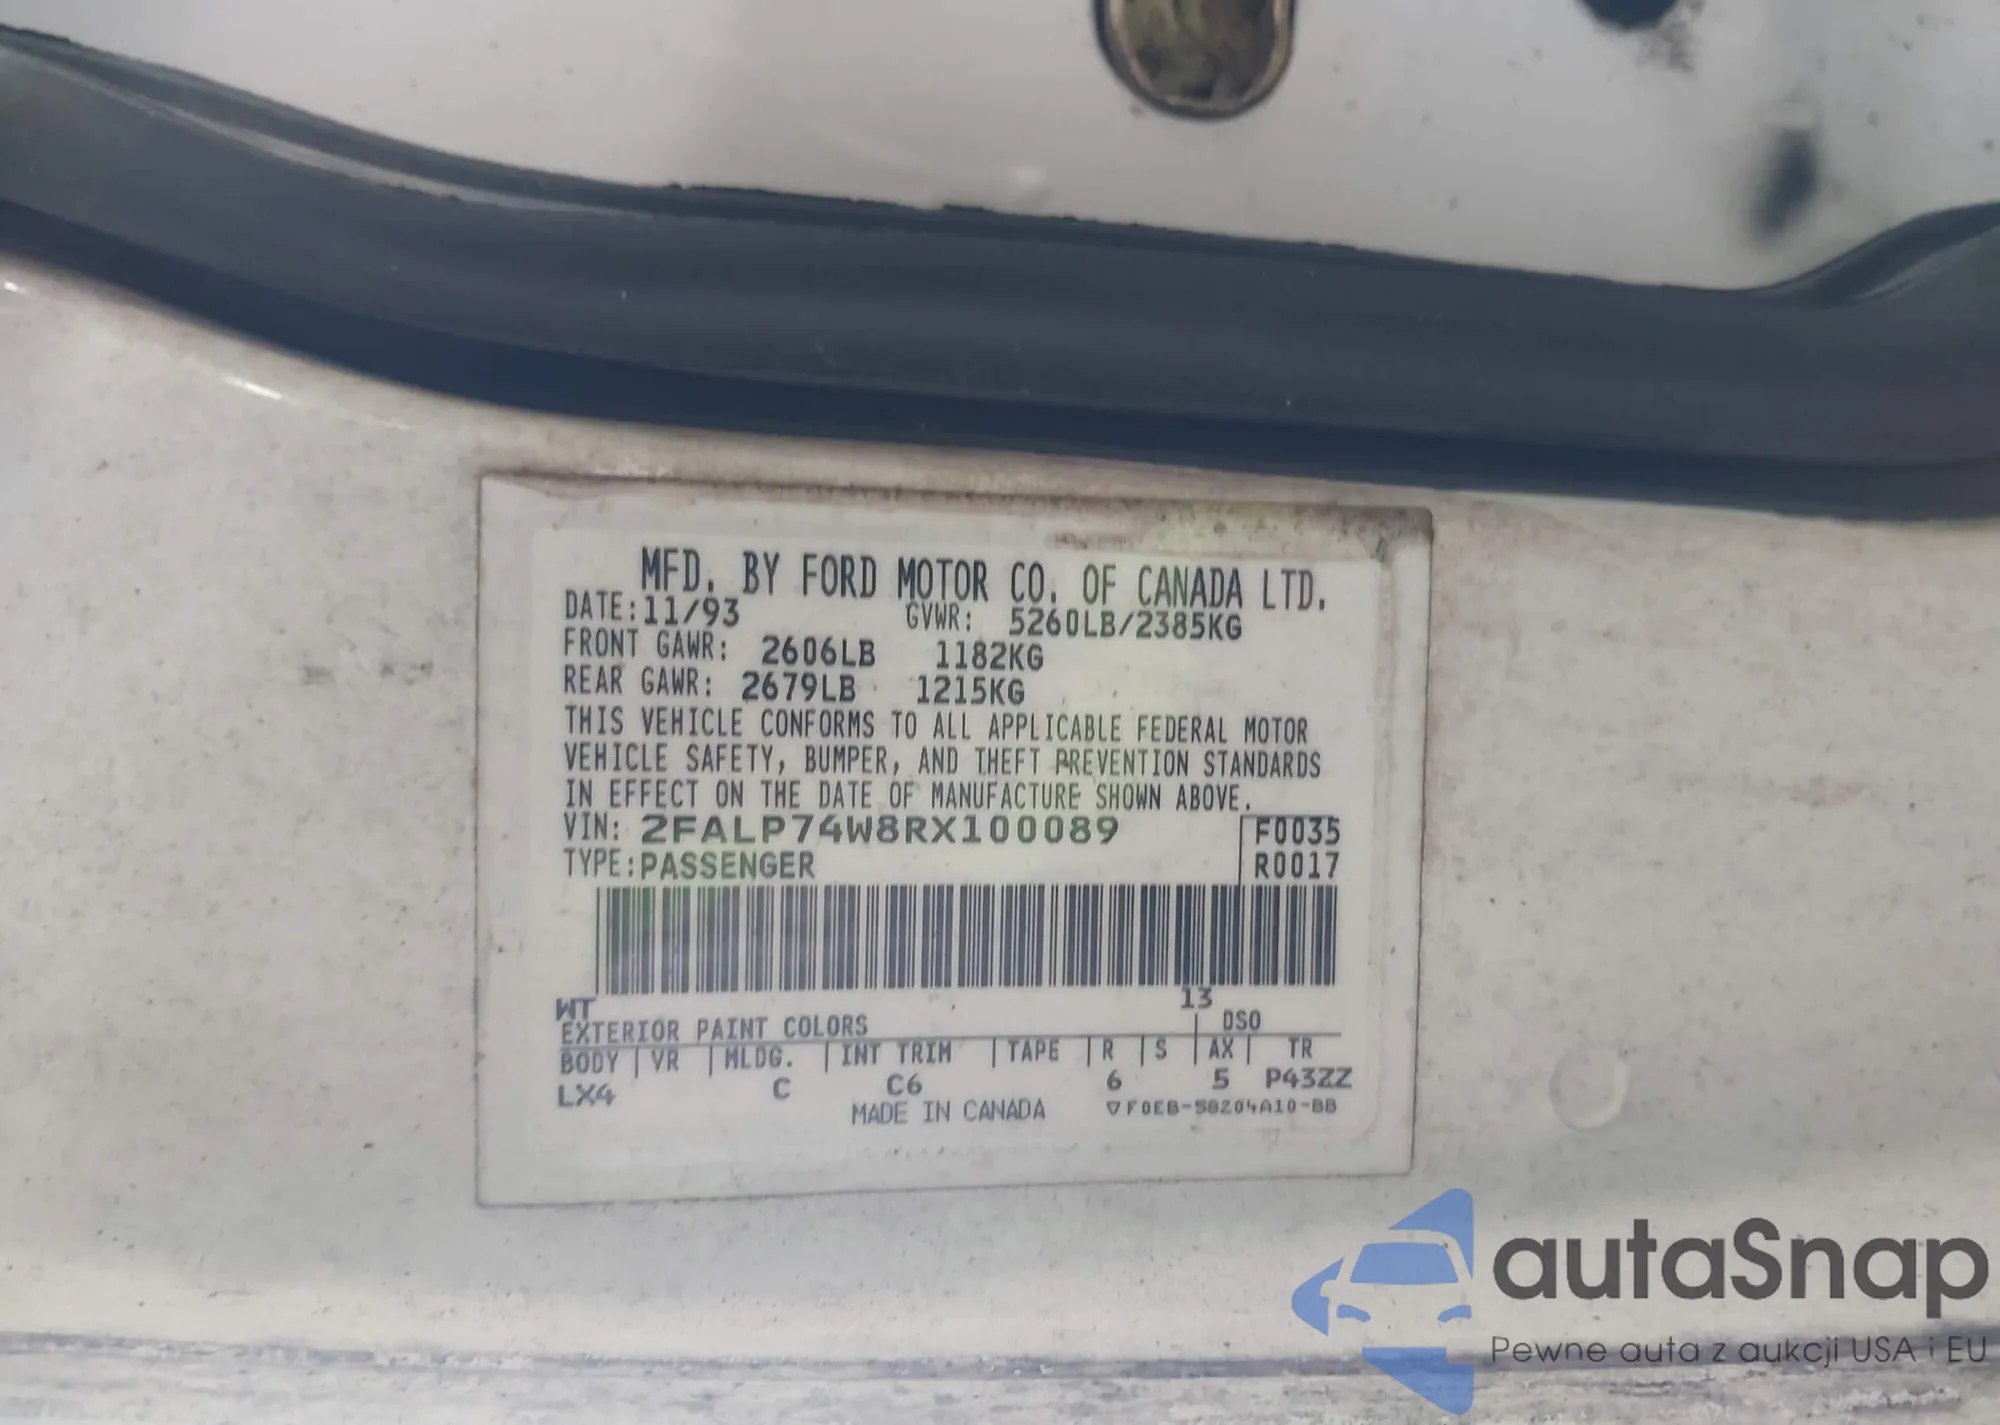 MFD. BY FORD MOTOR CO. OF CANADA LTD.
DATE: 11/93 GVWR: 5260LB/2385KG
FRONT GAWR: 2606LB 1182KG
REAR GAWR: 2679LB 1215KG
THIS VEHICLE CONFORMS TO ALL APPLICABLE FEDERAL MOTOR
VEHICLE SAFETY, BUMPER, AND THEFT PREVENTION STANDARDS
IN EFFECT ON THE DATE OF MANUFACTURE SHOWN ABOVE.
VIN: 2FALP74W8RX100089 F0035
TYPE: PASSENGER R0017
WT 13
EXTERIOR PAINT COLORS DSO
BODY VR MLDG. INT TRIM TAPE R S AX TR
LX4 C C6 6 5 P43ZZ
MADE IN CANADA F0EB-58204A10-BB
autaSnap
Pewne auta z aukcji USA i EU